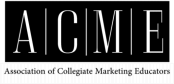 A|C|M|E
Association of Collegiate Marketing Educators